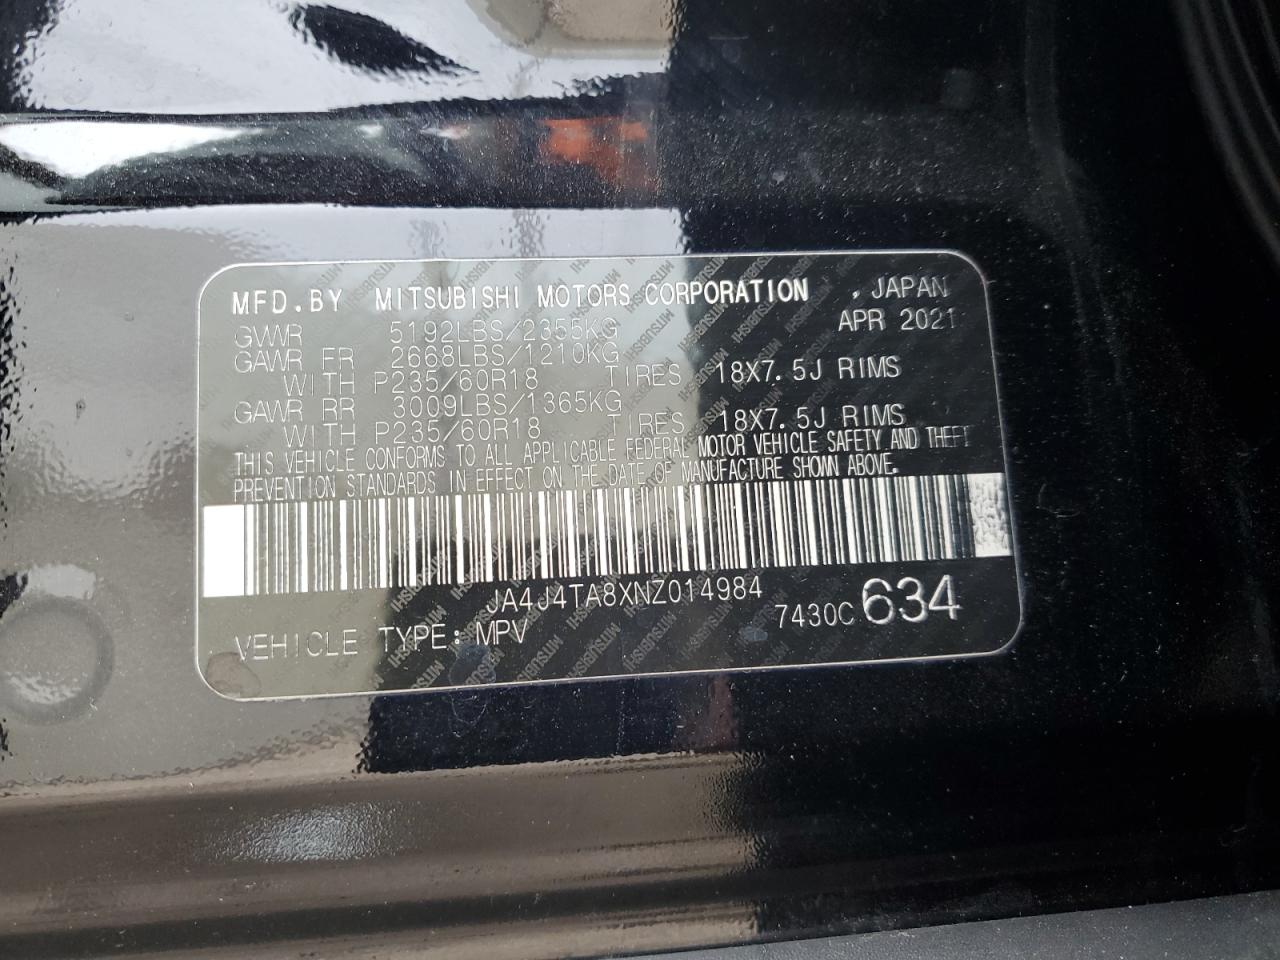 MFD.BY MITSUBISHI MOTORS CORPORATION , JAPAN
GVWR 5192LBS/2355KG APR 2021
GAWR FR 2668LBS/1210KG
WITH P235/60R18 TIRES 18X7.5J RIMS
GAWR RR 3009LBS/1365KG
WITH P235/60R18 TIRES 18X7.5J RIMS
THIS VEHICLE CONFORMS TO ALL APPLICABLE FEDERAL MOTOR VEHICLE SAFETY AND THEFT
PREVENTION STANDARDS IN EFFECT ON THE DATE OF MANUFACTURE SHOWN ABOVE.
JA4J4TA8XNZ014984
7430C 634
VEHICLE TYPE: MPV